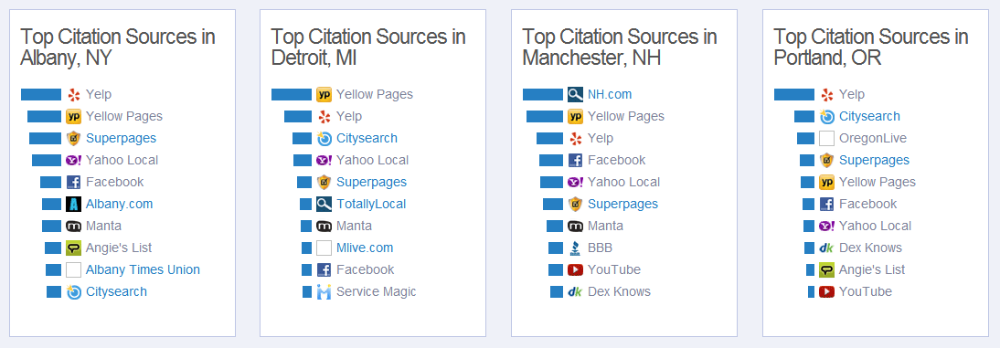 Top Citation Sources in
Albany, NY
Yelp
Yellow Pages
Superpages
Yahoo Local
Facebook
Albany.com
Manta
Angie's List
Albany Times Union
Citysearch
Top Citation Sources in
Detroit, MI
Yellow Pages
Yelp
Citysearch
Yahoo Local
Superpages
TotallyLocal
Manta
Mlive.com
Facebook
Service Magic
Top Citation Sources in
Manchester, NH
NH.com
Yellow Pages
Yelp
Facebook
Yahoo Local
Superpages
Manta
BBB
YouTube
Dex Knows
Top Citation Sources in
Portland, OR
Yelp
Citysearch
OregonLive
Superpages
Yellow Pages
Facebook
Yahoo Local
Dex Knows
Angie's List
YouTube